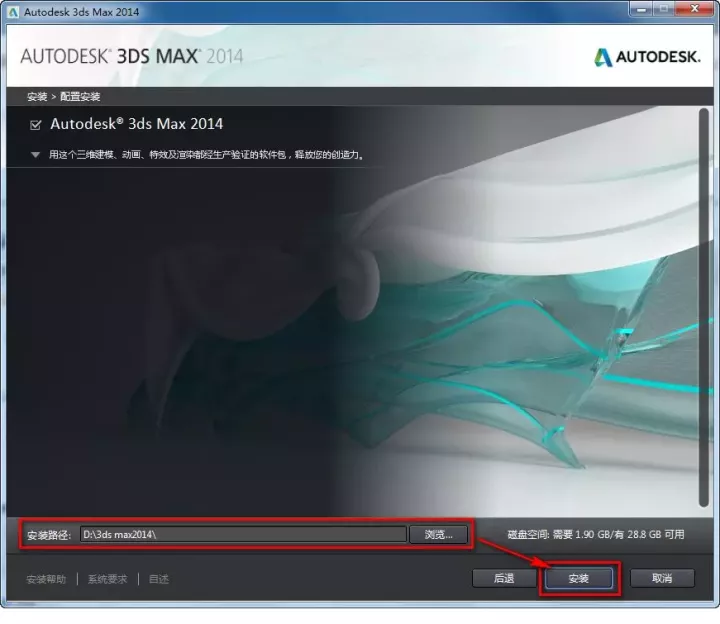 Autodesk 3ds Max 2014
AUTODESK® 3DS MAX® 2014
AUTODESK.
安装 > 配置安装
Autodesk® 3ds Max 2014
用这个三维建模、动画、特效及渲染都经生产验证的软件包，释放您的创造力。
安装路径: D:\3ds max2014\ 浏览...
磁盘空间: 需要 1.90 GB/有 28.8 GB 可用
安装帮助 | 系统要求 | 自述
后退 安装 取消